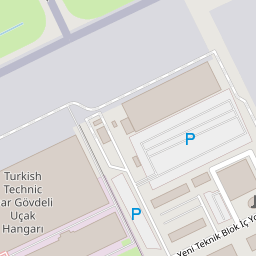 Turkish
Technic
ar Gövdeli
Uçak
Hangarı
P
P
Yeni Teknik Blok İç Yo